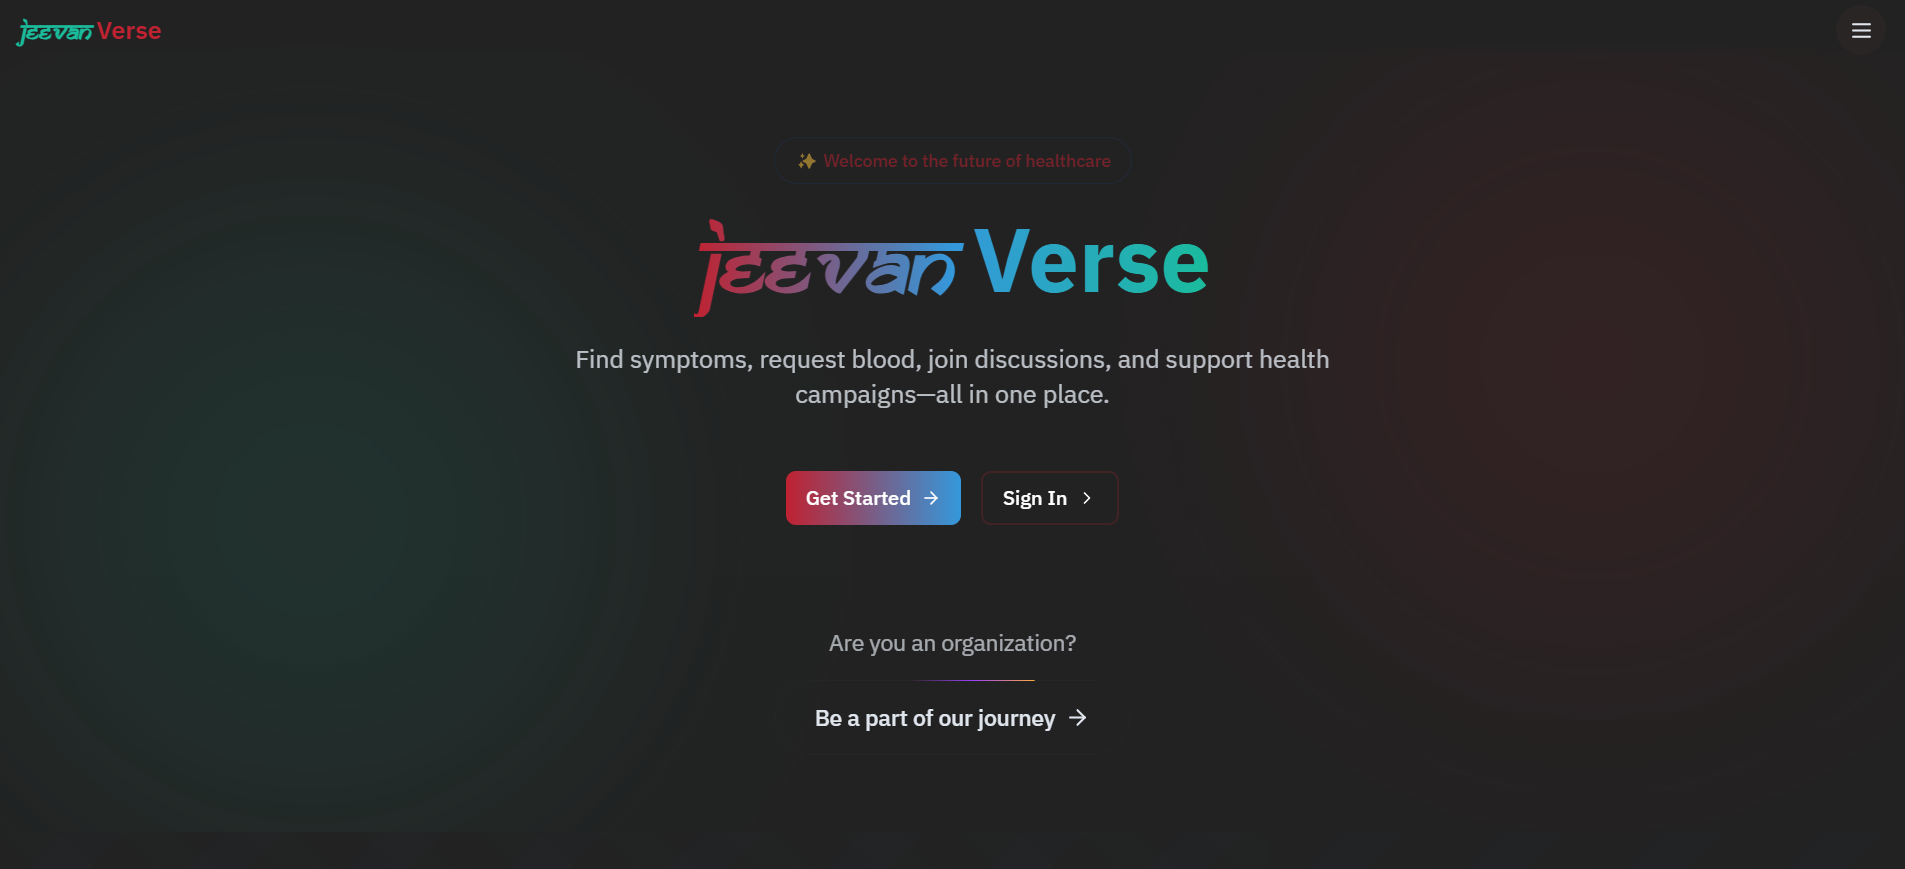 jeevan Verse
✨ Welcome to the future of healthcare
jeevan Verse
Find symptoms, request blood, join discussions, and support health
campaigns—all in one place.
Get Started →
Sign In >
Are you an organization?
Be a part of our journey →